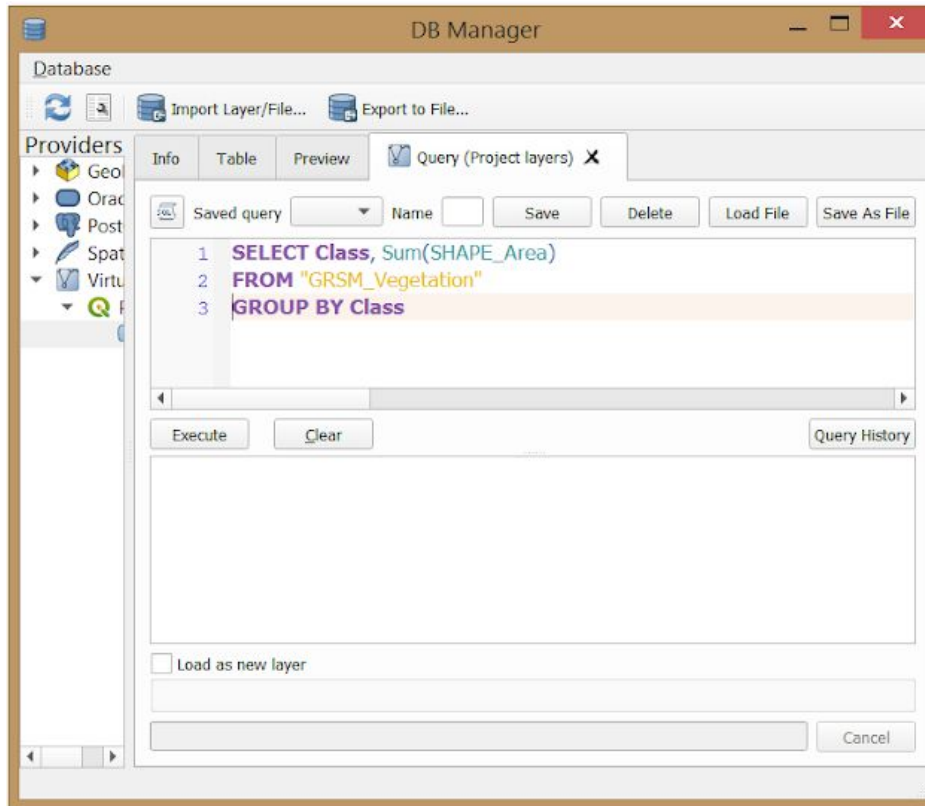 DB Manager
Database
Import Layer/File... Export to File...
Providers
Info Table Preview Query (Project layers) X
Geol
Orac
Post
Spat
Virtu
Saved query Name Save Delete Load File Save As File
1 SELECT Class, Sum(SHAPE_Area)
2 FROM "GRSM_Vegetation"
3 GROUP BY Class
Execute Clear Query History
Load as new layer
Cancel